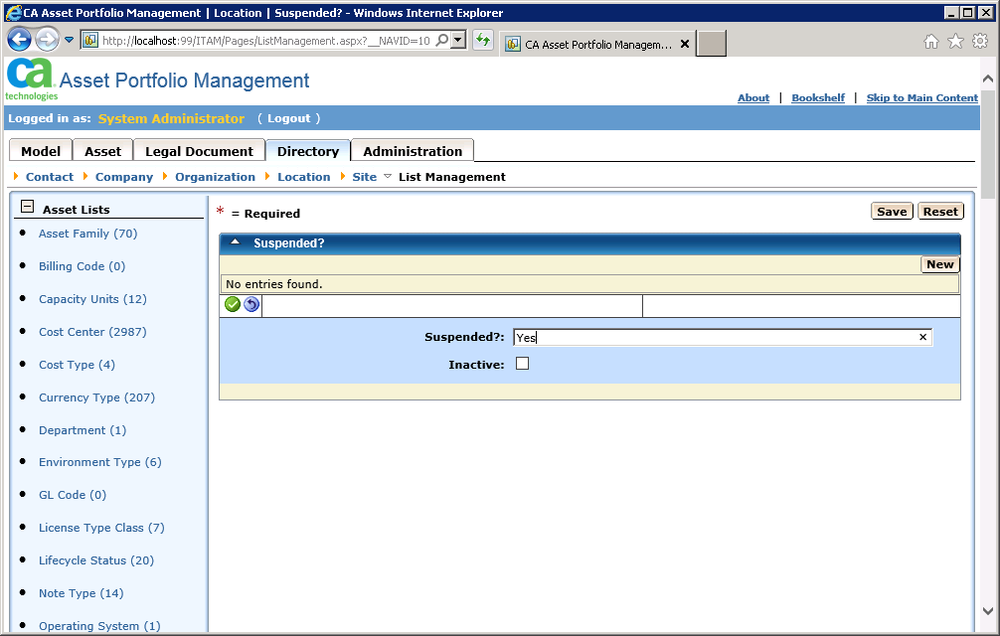 CA Asset Portfolio Management | Location | Suspended? - Windows Internet Explorer
http://localhost:99/ITAM/Pages/ListManagement.aspx?__NAVID=10
CA Asset Portfolio Managem...
ca technologies
Asset Portfolio Management
About | Bookshelf | Skip to Main Content
Logged in as: System Administrator ( Logout )
Model Asset Legal Document Directory Administration
Contact Company Organization Location Site List Management
Asset Lists
Asset Family (70)
Billing Code (0)
Capacity Units (12)
Cost Center (2987)
Cost Type (4)
Currency Type (207)
Department (1)
Environment Type (6)
GL Code (0)
License Type Class (7)
Lifecycle Status (20)
Note Type (14)
Operating System (1)
* = Required
Save Reset
Suspended?
New
No entries found.
Suspended?: Yes
Inactive: